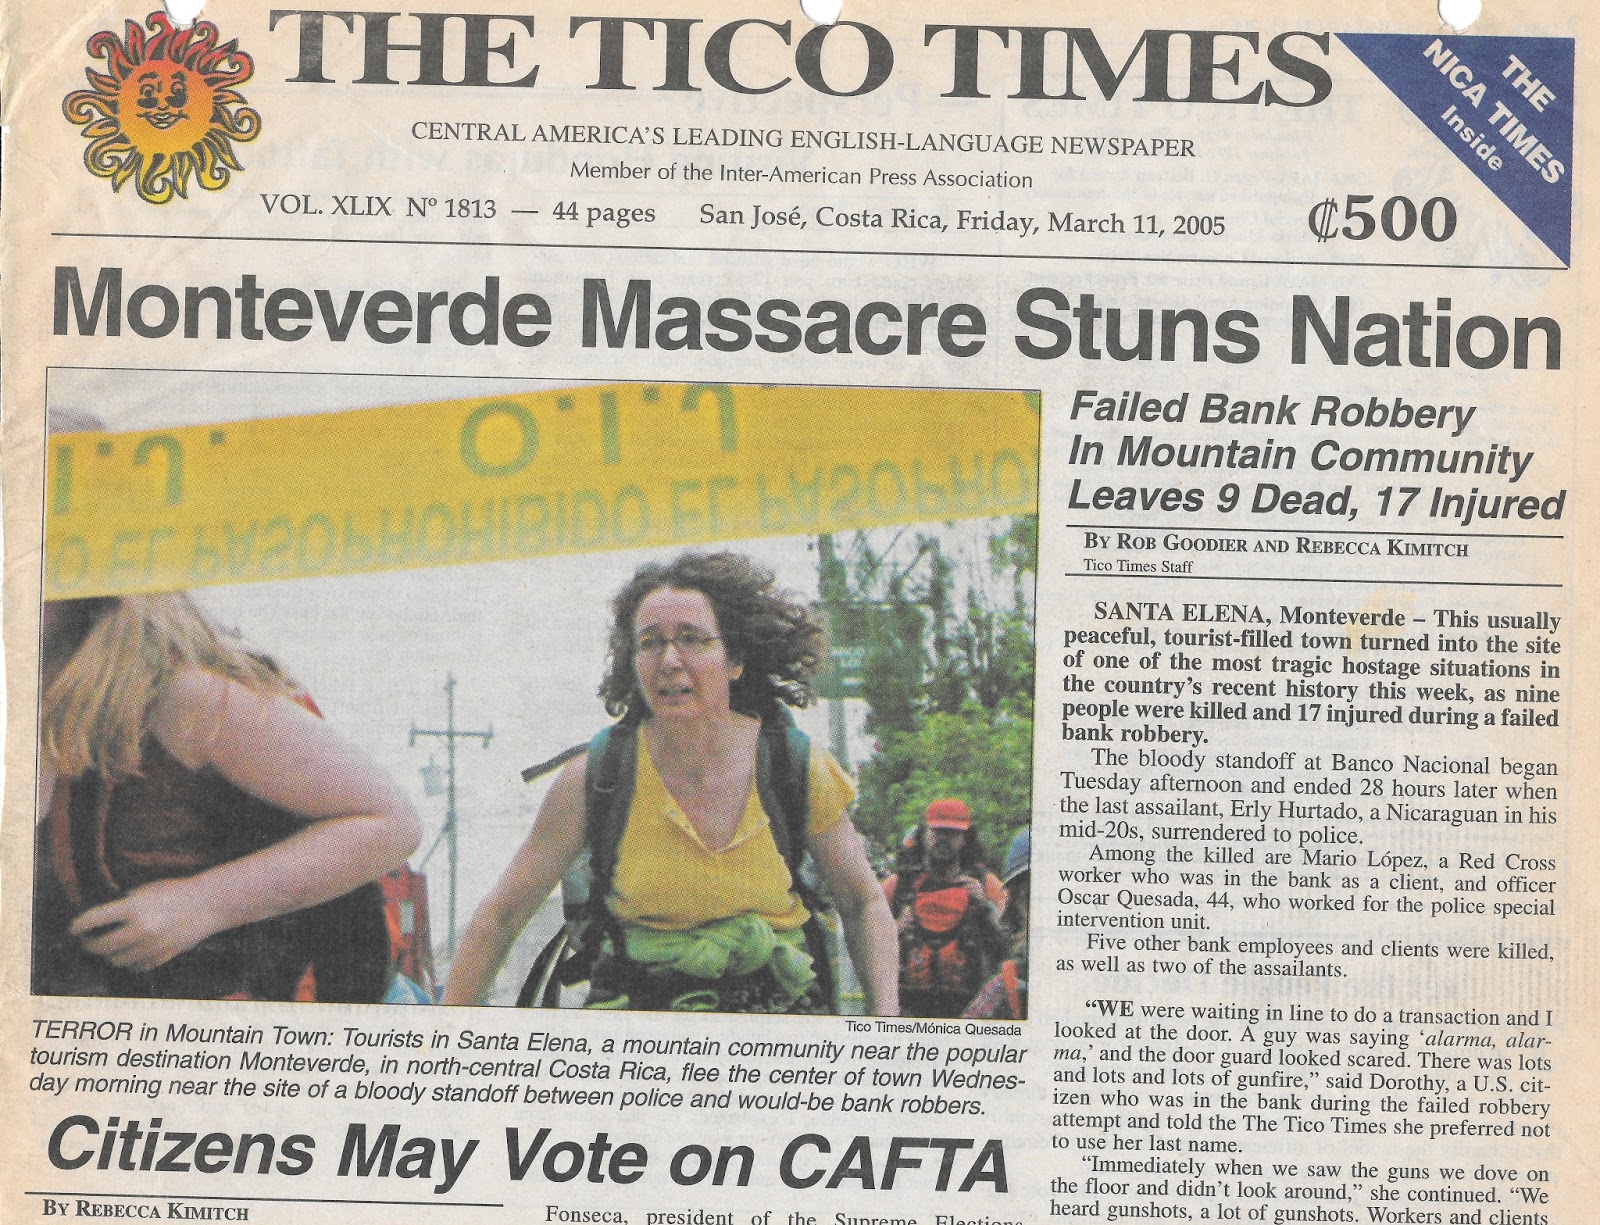 THE TICO TIMES
CENTRAL AMERICA'S LEADING ENGLISH-LANGUAGE NEWSPAPER
Member of the Inter-American Press Association
VOL. XLIX Nº 1813 — 44 pages San José, Costa Rica, Friday, March 11, 2005
₡500
THE
NICA TIMES
Inside
Monteverde Massacre Stuns Nation
O.I.J.
I.J.
O EL PASO PROHIBIDO EL PASO PROHI
Failed Bank Robbery
In Mountain Community
Leaves 9 Dead, 17 Injured
BY ROB GOODIER AND REBECCA KIMITCH
Tico Times Staff
SANTA ELENA, Monteverde – This usually
peaceful, tourist-filled town turned into the site
of one of the most tragic hostage situations in
the country's recent history this week, as nine
people were killed and 17 injured during a failed
bank robbery.
The bloody standoff at Banco Nacional began
Tuesday afternoon and ended 28 hours later when
the last assailant, Erly Hurtado, a Nicaraguan in his
mid-20s, surrendered to police.
Among the killed are Mario López, a Red Cross
worker who was in the bank as a client, and officer
Oscar Quesada, 44, who worked for the police special
intervention unit.
Five other bank employees and clients were killed,
as well as two of the assailants.
“WE were waiting in line to do a transaction and I
looked at the door. A guy was saying ‘alarma, alar-
ma,’ and the door guard looked scared. There was lots
and lots and lots of gunfire,” said Dorothy, a U.S. cit-
izen who was in the bank during the failed robbery
attempt and told the The Tico Times she preferred not
to use her last name.
“Immediately when we saw the guns we dove on
the floor and didn't look around,” she continued. “We
heard gunshots, a lot of gunshots. Workers and clients
Tico Times/Mónica Quesada
TERROR in Mountain Town: Tourists in Santa Elena, a mountain community near the popular
tourism destination Monteverde, in north-central Costa Rica, flee the center of town Wednes-
day morning near the site of a bloody standoff between police and would-be bank robbers.
Citizens May Vote on CAFTA
BY REBECCA KIMITCH
Fonseca, president of the Supreme Elections